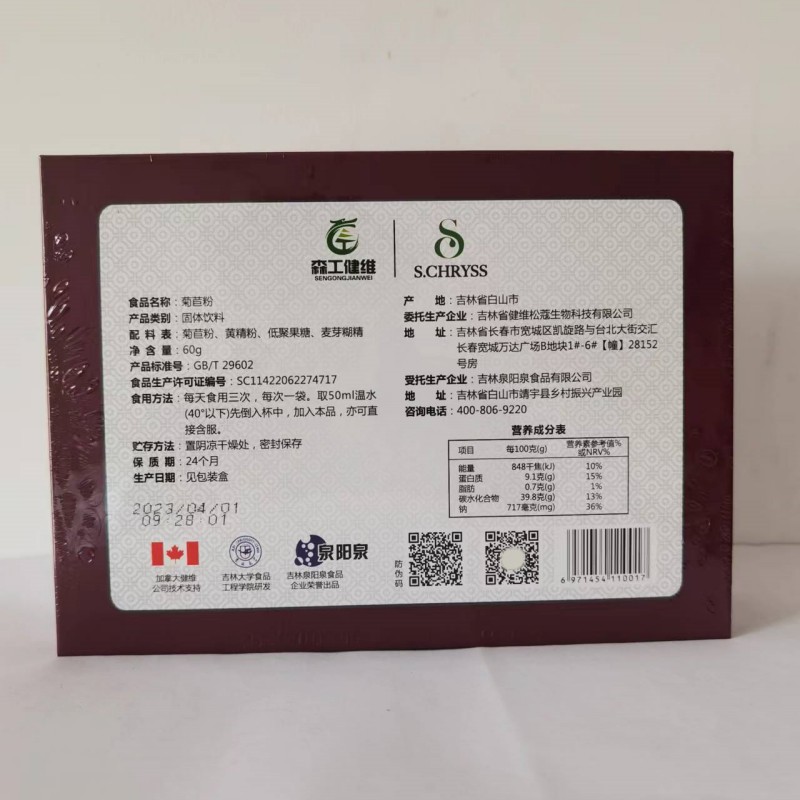 森工健维
SENGONGJIANWEI
S.CHRYSS
食品名称：菊苣粉
产品类别：固体饮料
配 料 表：菊苣粉、黄精粉、低聚果糖、麦芽糊精
净 含 量：60g
产品标准号：GB/T 29602
食品生产许可证编号：SC11422062274717
食用方法：每天食用三次，每次一袋。取50ml温水
(40°以下)先倒入杯中，加入本品，亦可直
接含服。
贮存方法：置阴凉干燥处，密封保存
保 质 期：24个月
生产日期：见包装盒
2023/04/01
09:28:01
产 地：吉林省白山市
委托生产企业：吉林省健维松蔻生物科技有限公司
地 址：吉林省长春市宽城区凯旋路与台北大街交汇
长春宽城万达广场B地块1#-6#【幢】28152
号房
受托生产企业：吉林泉阳泉食品有限公司
地 址：吉林省白山市靖宇县乡村振兴产业园
咨询电话：400-806-9220
营养成分表
项目 每100克(g) 营养素参考值%
或NRV%
能量 848千焦(kJ) 10%
蛋白质 9.1克(g) 15%
脂肪 0.7克(g) 1%
碳水化合物 39.8克(g) 13%
钠 717毫克(mg) 36%
加拿大健维
公司技术支持
吉林大学食品
工程学院研发
泉阳泉
吉林泉阳泉食品
企业荣誉出品
防伪码
6 971454 110017